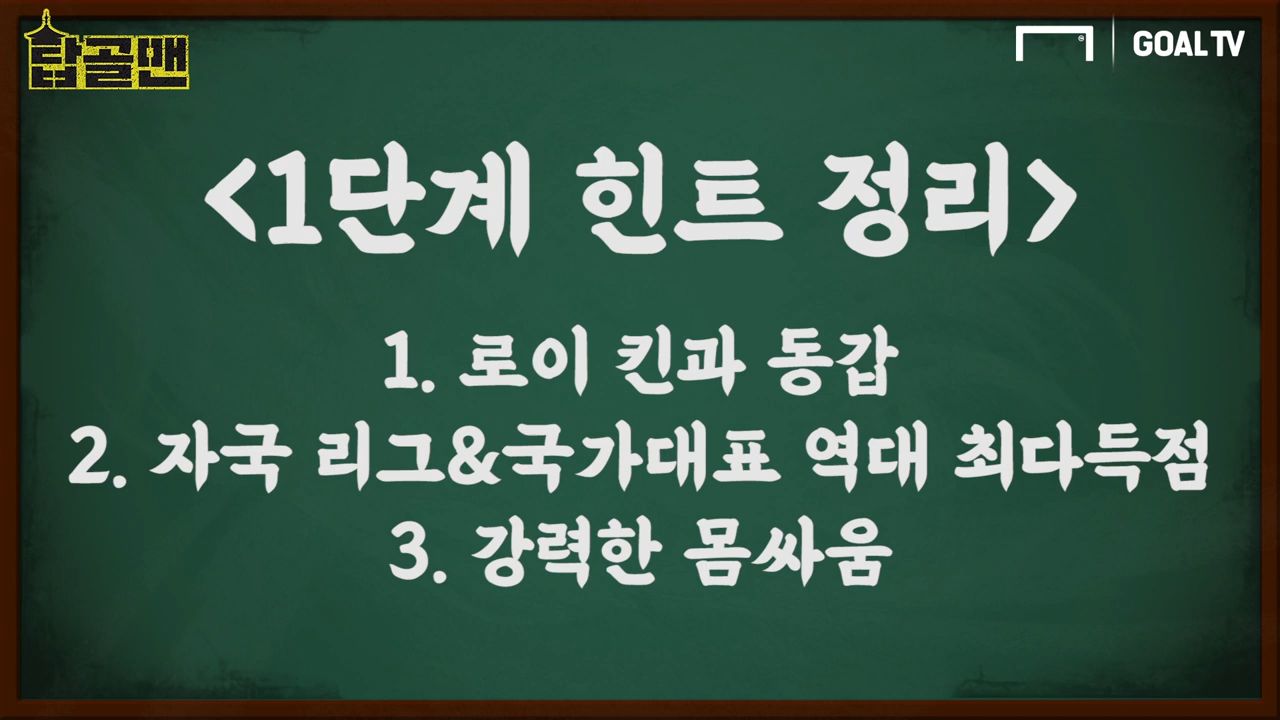 탑골맨
GOAL TV
<1단계 힌트 정리>
1. 로이 킨과 동갑
2. 자국 리그&국가대표 역대 최다득점
3. 강력한 몸싸움